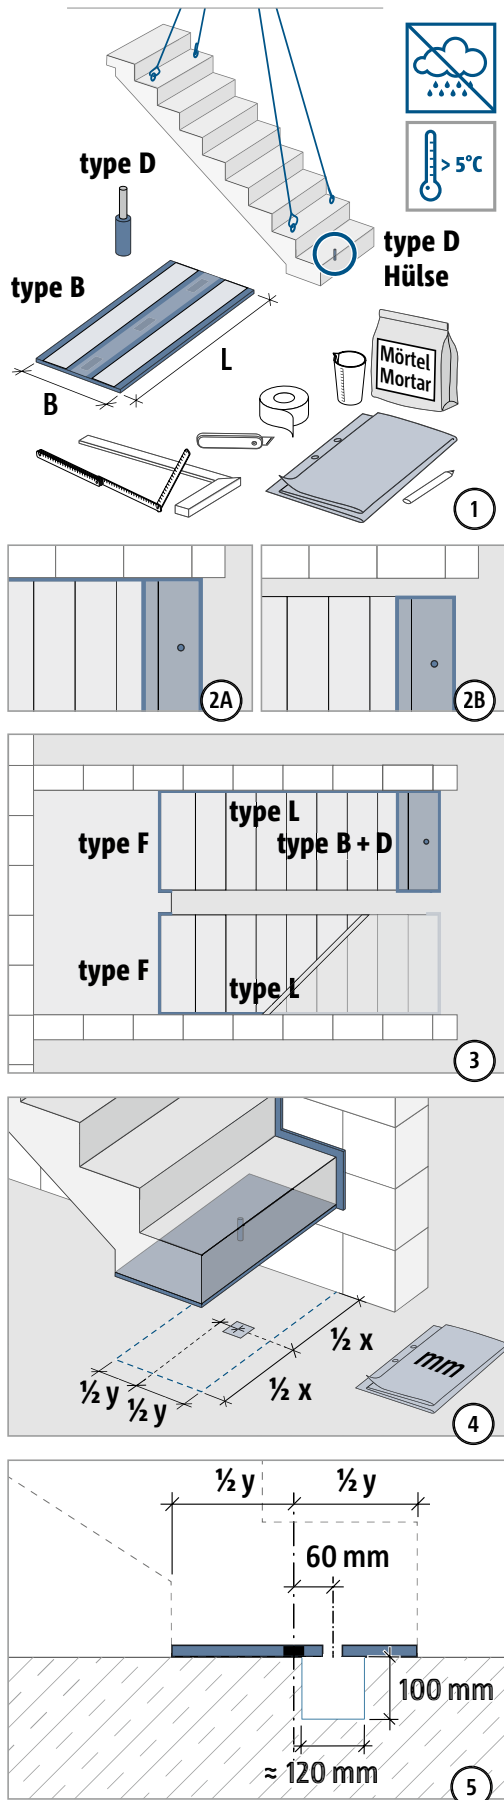 > 5°C
type D
type D
Hülse
type B
L
B
Mörtel
Mortar
1
2A
2B
type L
type F
type B + D
type F
type L
3
½ x
½ x
½ y
½ y
mm
4
½ y
½ y
60 mm
100 mm
≈ 120 mm
5